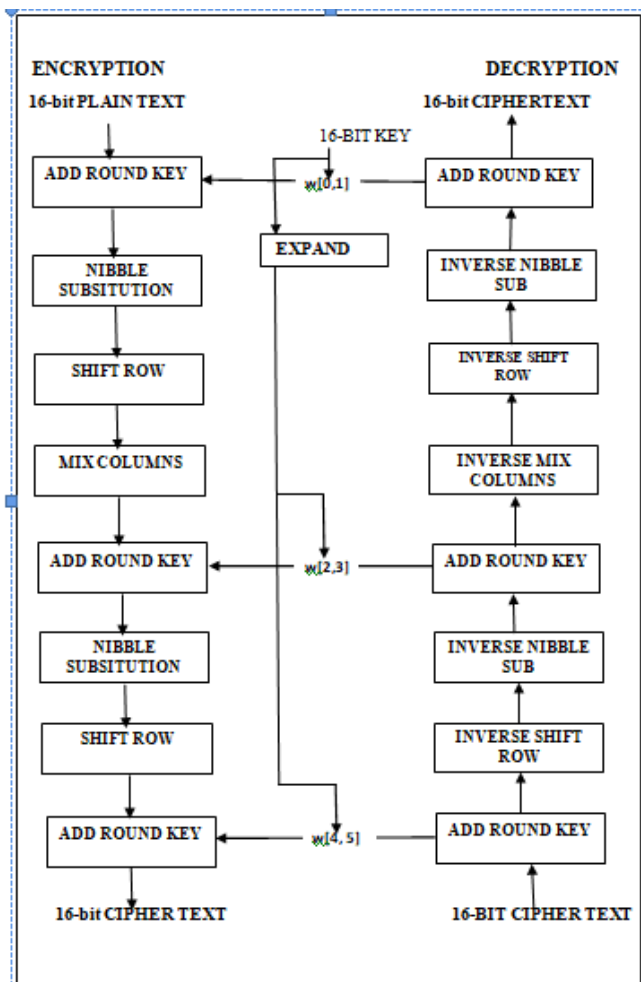 ENCRYPTION
16-bit PLAIN TEXT
ADD ROUND KEY
NIBBLE
SUBSITUTION
SHIFT ROW
MIX COLUMNS
ADD ROUND KEY
NIBBLE
SUBSITUTION
SHIFT ROW
ADD ROUND KEY
16-bit CIPHER TEXT
16-BIT KEY
w[0,1]
EXPAND
w[2,3]
w[4, 5]
DECRYPTION
16-bit CIPHERTEXT
ADD ROUND KEY
INVERSE NIBBLE
SUB
INVERSE SHIFT
ROW
INVERSE MIX
COLUMNS
ADD ROUND KEY
INVERSE NIBBLE
SUB
INVERSE SHIFT
ROW
ADD ROUND KEY
16-BIT CIPHER TEXT